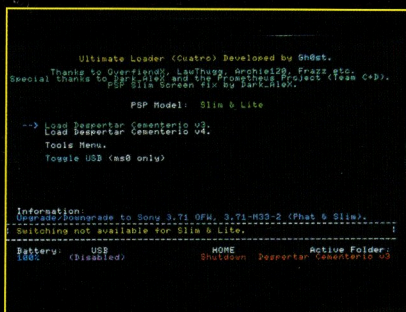 Ultimate Loader (Cuatro) Developed by Gh0st.
Thanks to OverfiendX, LawThugg, Archie120, Frazz etc.
Special thanks to Dark_AleX and the Prometheus Project (Team C+D).
PSP Slim Screen fix by Dark_AleX.
PSP Model: Slim & Lite
--> Load Despertar Cementerio v3.
Load Despertar Cementerio v4.
Tools Menu.
Toggle USB (ms0 only)
Information:
Upgrade/Downgrade to Sony 3.71 OFW, 3.71-M33-2 (Phat & Slim).
Switching not available for Slim & Lite.
Battery: USB HOME Active Folder:
100% (Disabled) Shutdown Despertar Cementerio v3